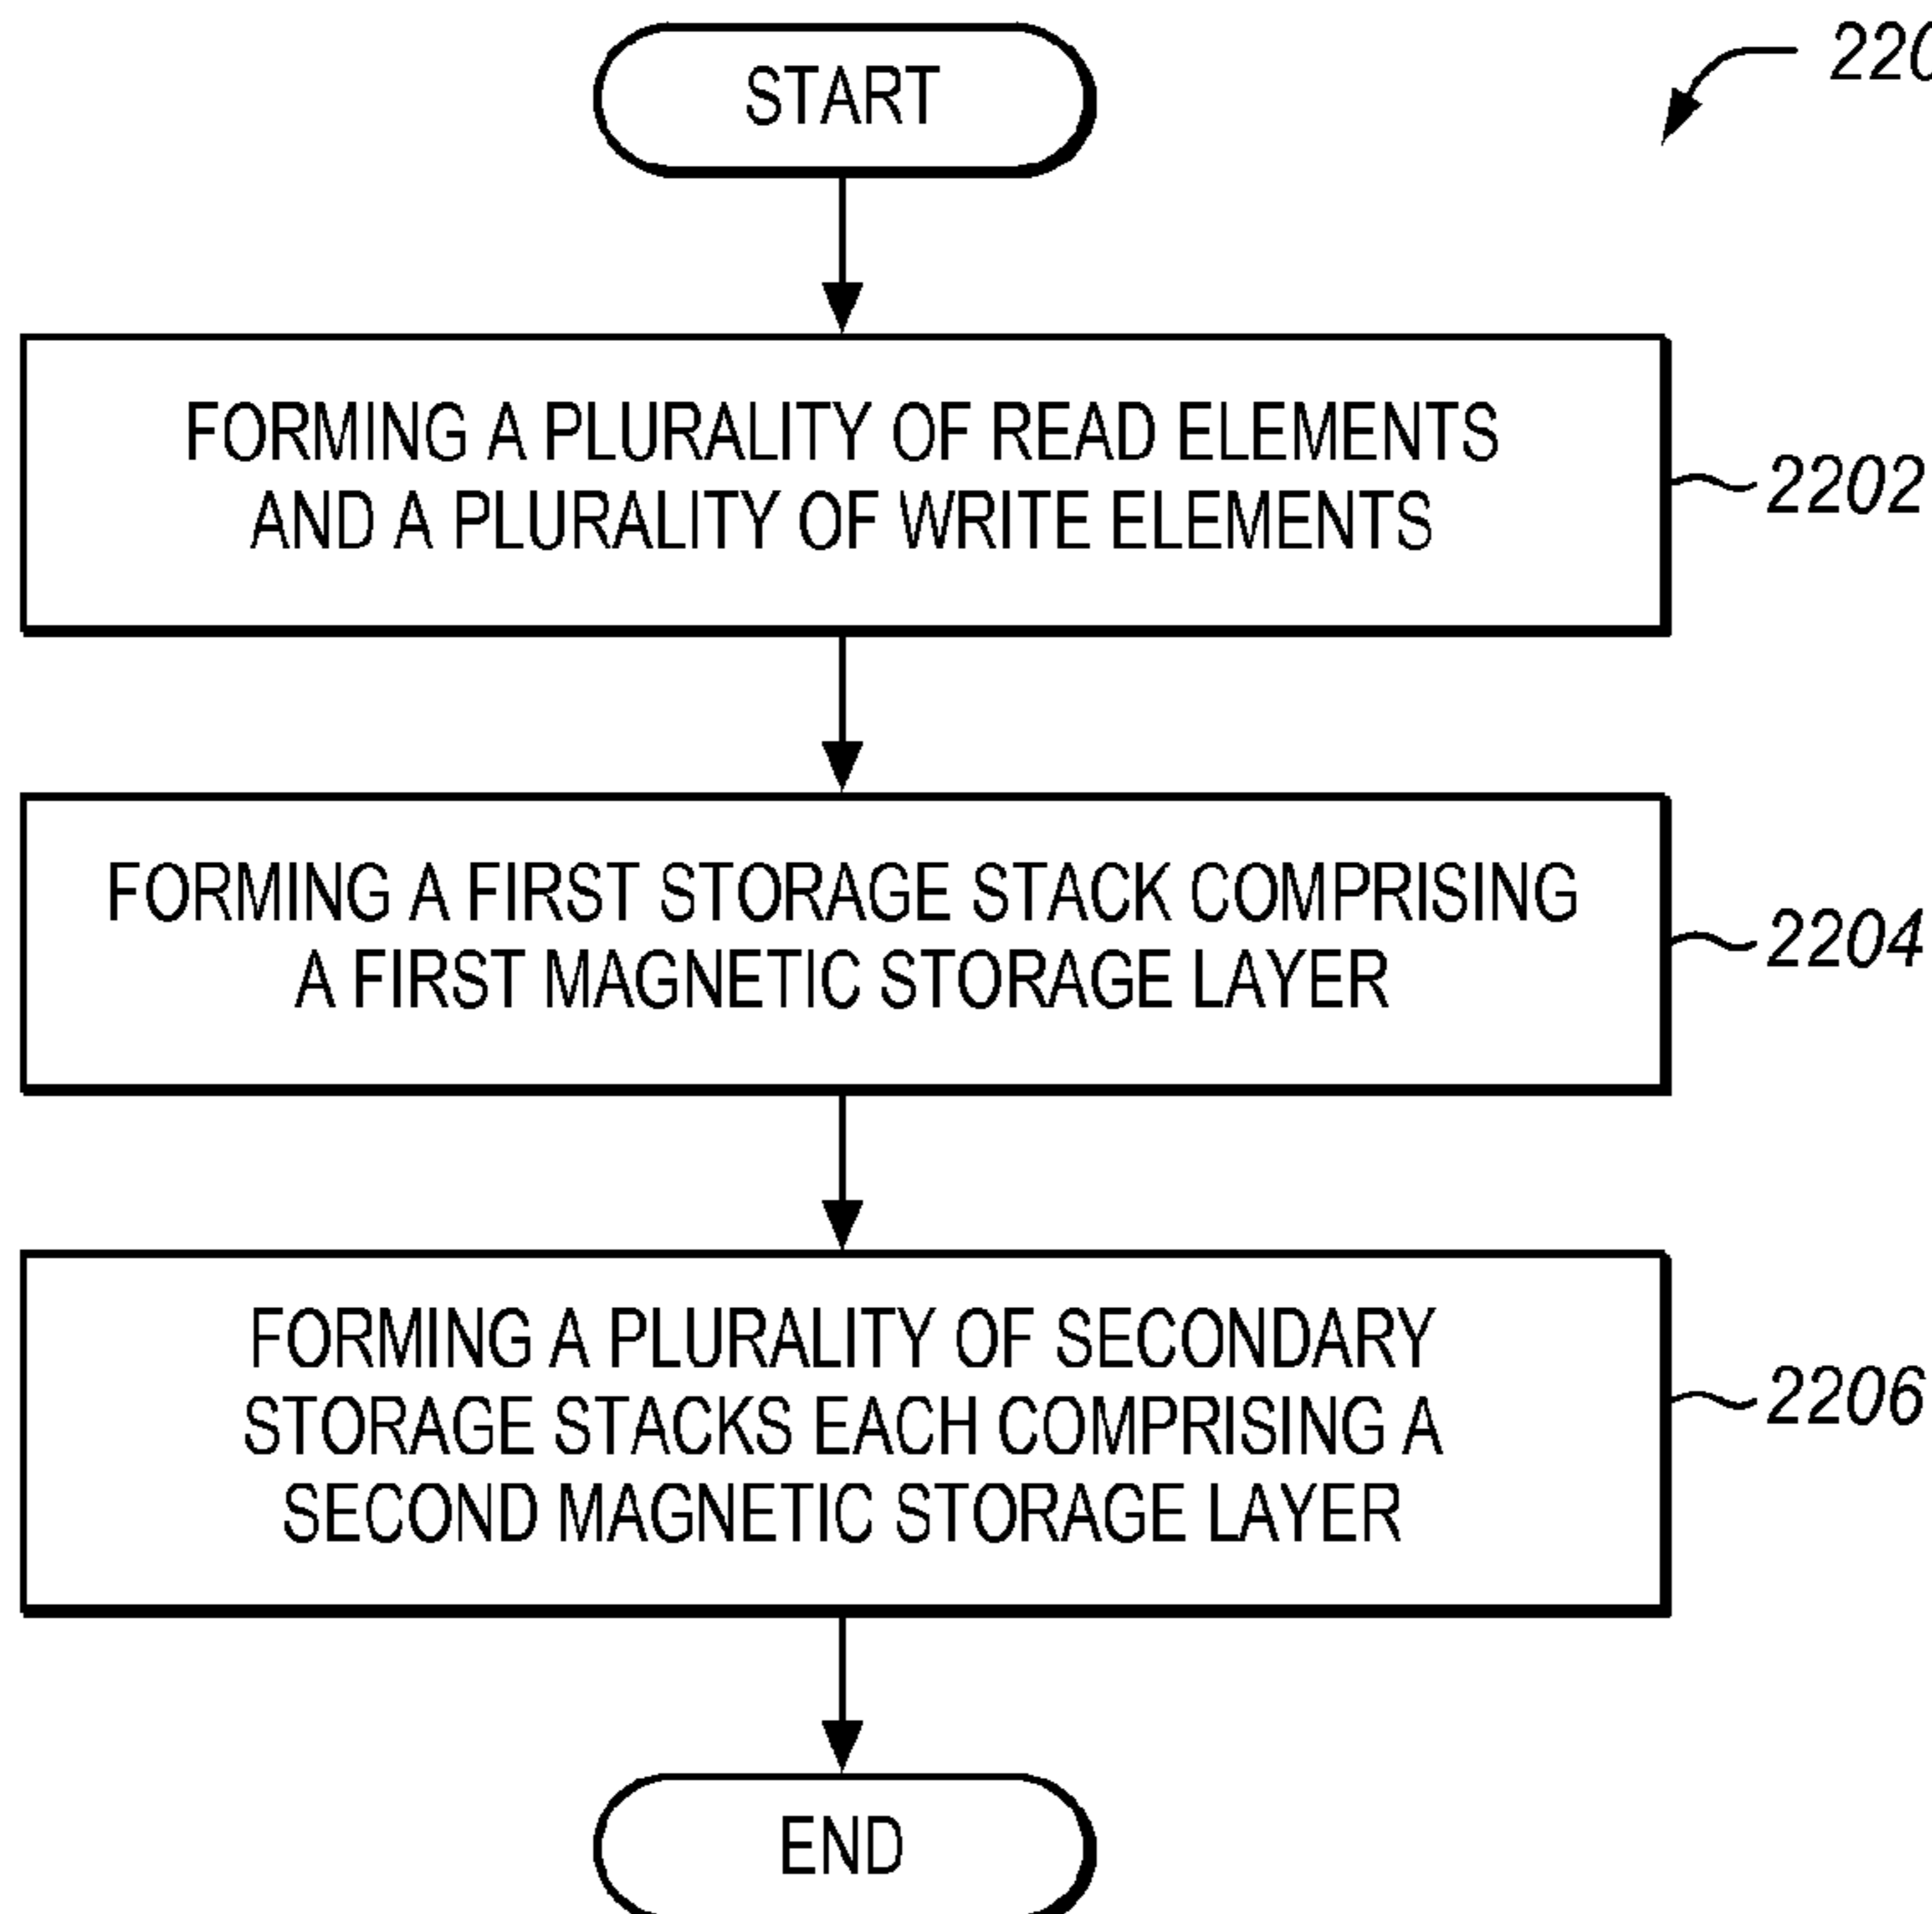 START
FORMING A PLURALITY OF READ ELEMENTS
AND A PLURALITY OF WRITE ELEMENTS
2202
FORMING A FIRST STORAGE STACK COMPRISING
A FIRST MAGNETIC STORAGE LAYER
2204
FORMING A PLURALITY OF SECONDARY
STORAGE STACKS EACH COMPRISING A
SECOND MAGNETIC STORAGE LAYER
2206
END